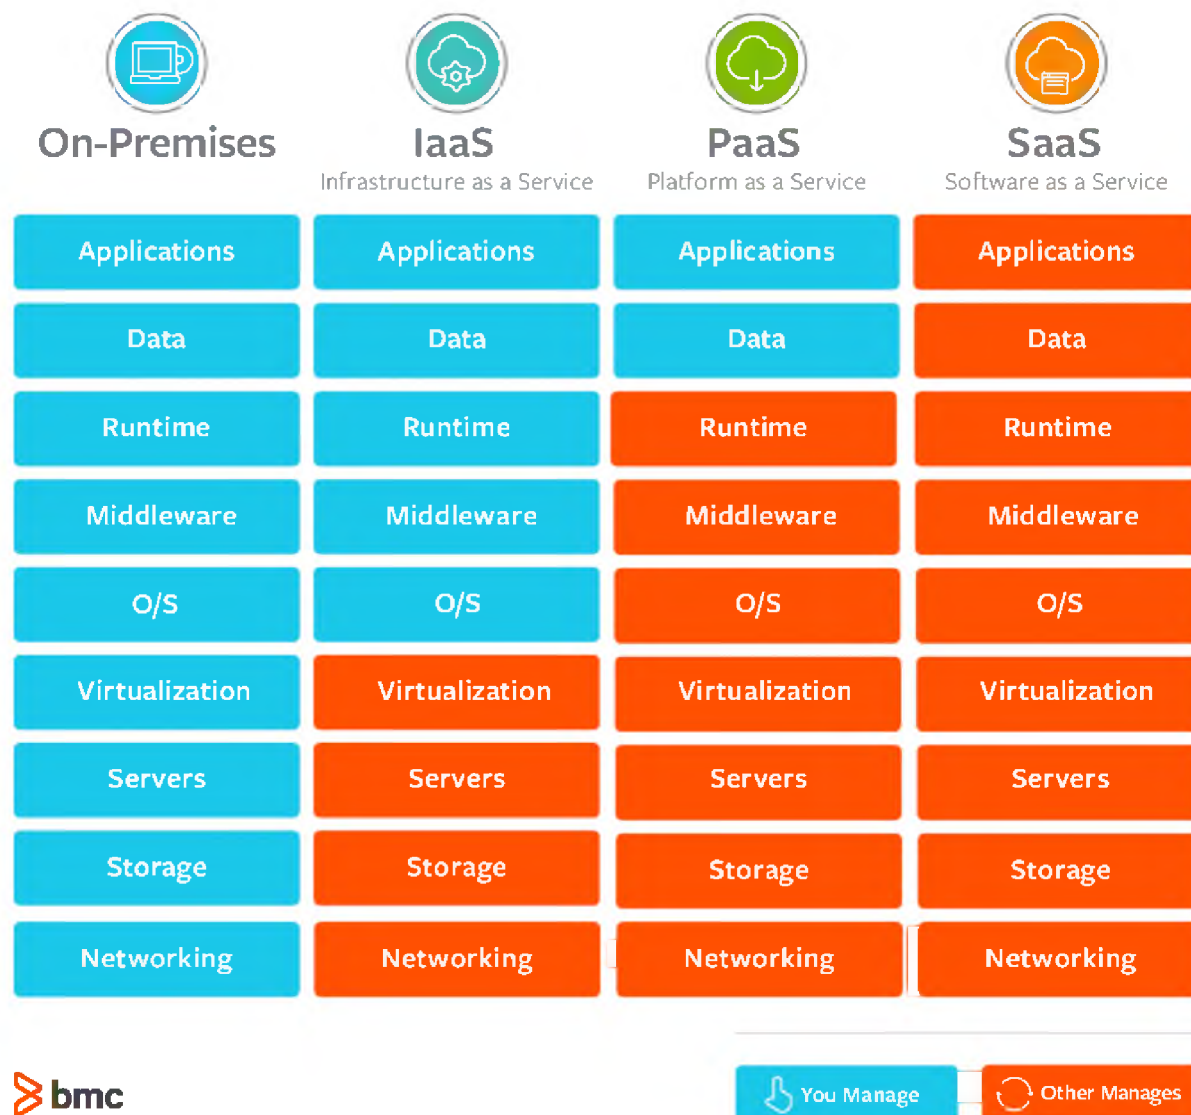 On-Premises IaaS PaaS SaaS
Infrastructure as a Service Platform as a Service Software as a Service
Applications Applications Applications Applications
Data Data Data Data
Runtime Runtime Runtime Runtime
Middleware Middleware Middleware Middleware
O/S O/S O/S O/S
Virtualization Virtualization Virtualization Virtualization
Servers Servers Servers Servers
Storage Storage Storage Storage
Networking Networking Networking Networking
bmc You Manage Other Manages